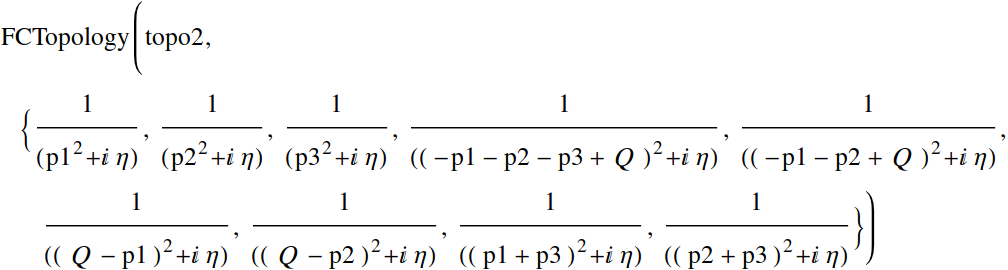 FCTopology(topo2,
{1/(p1^2+i η), 1/(p2^2+i η), 1/(p3^2+i η), 1/((-p1-p2-p3+Q)^2+i η), 1/((-p1-p2+Q)^2+i η),
1/((Q-p1)^2+i η), 1/((Q-p2)^2+i η), 1/((p1+p3)^2+i η), 1/((p2+p3)^2+i η)})